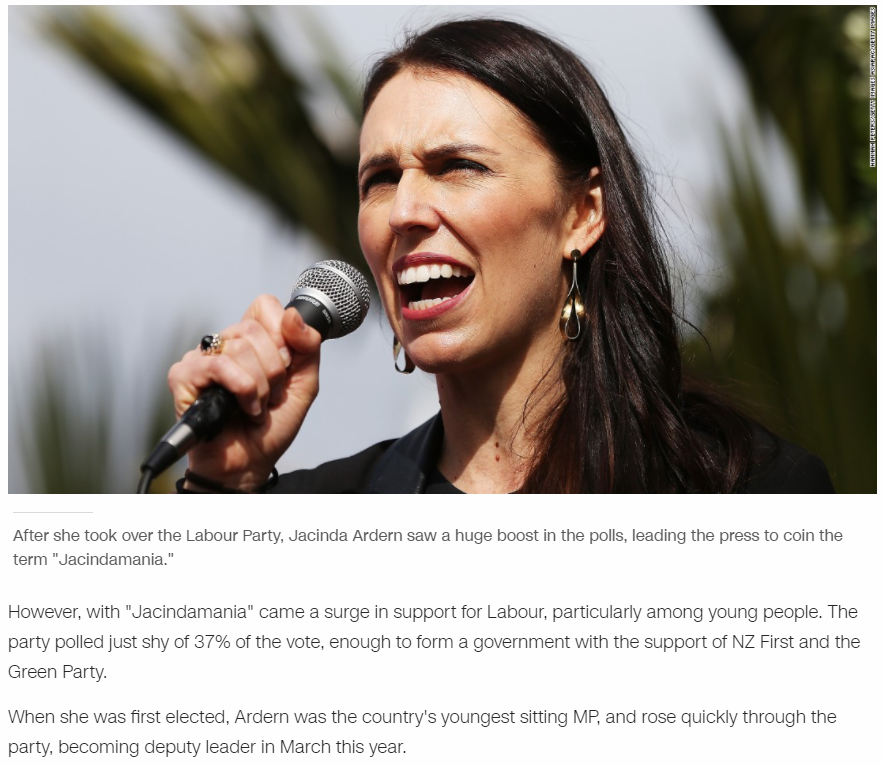 HANNAH PETERS/GETTY IMAGES ASIAPAC/GETTY IMAGES
After she took over the Labour Party, Jacinda Ardern saw a huge boost in the polls, leading the press to coin the
term "Jacindamania."
However, with "Jacindamania" came a surge in support for Labour, particularly among young people. The
party polled just shy of 37% of the vote, enough to form a government with the support of NZ First and the
Green Party.
When she was first elected, Ardern was the country's youngest sitting MP, and rose quickly through the
party, becoming deputy leader in March this year.